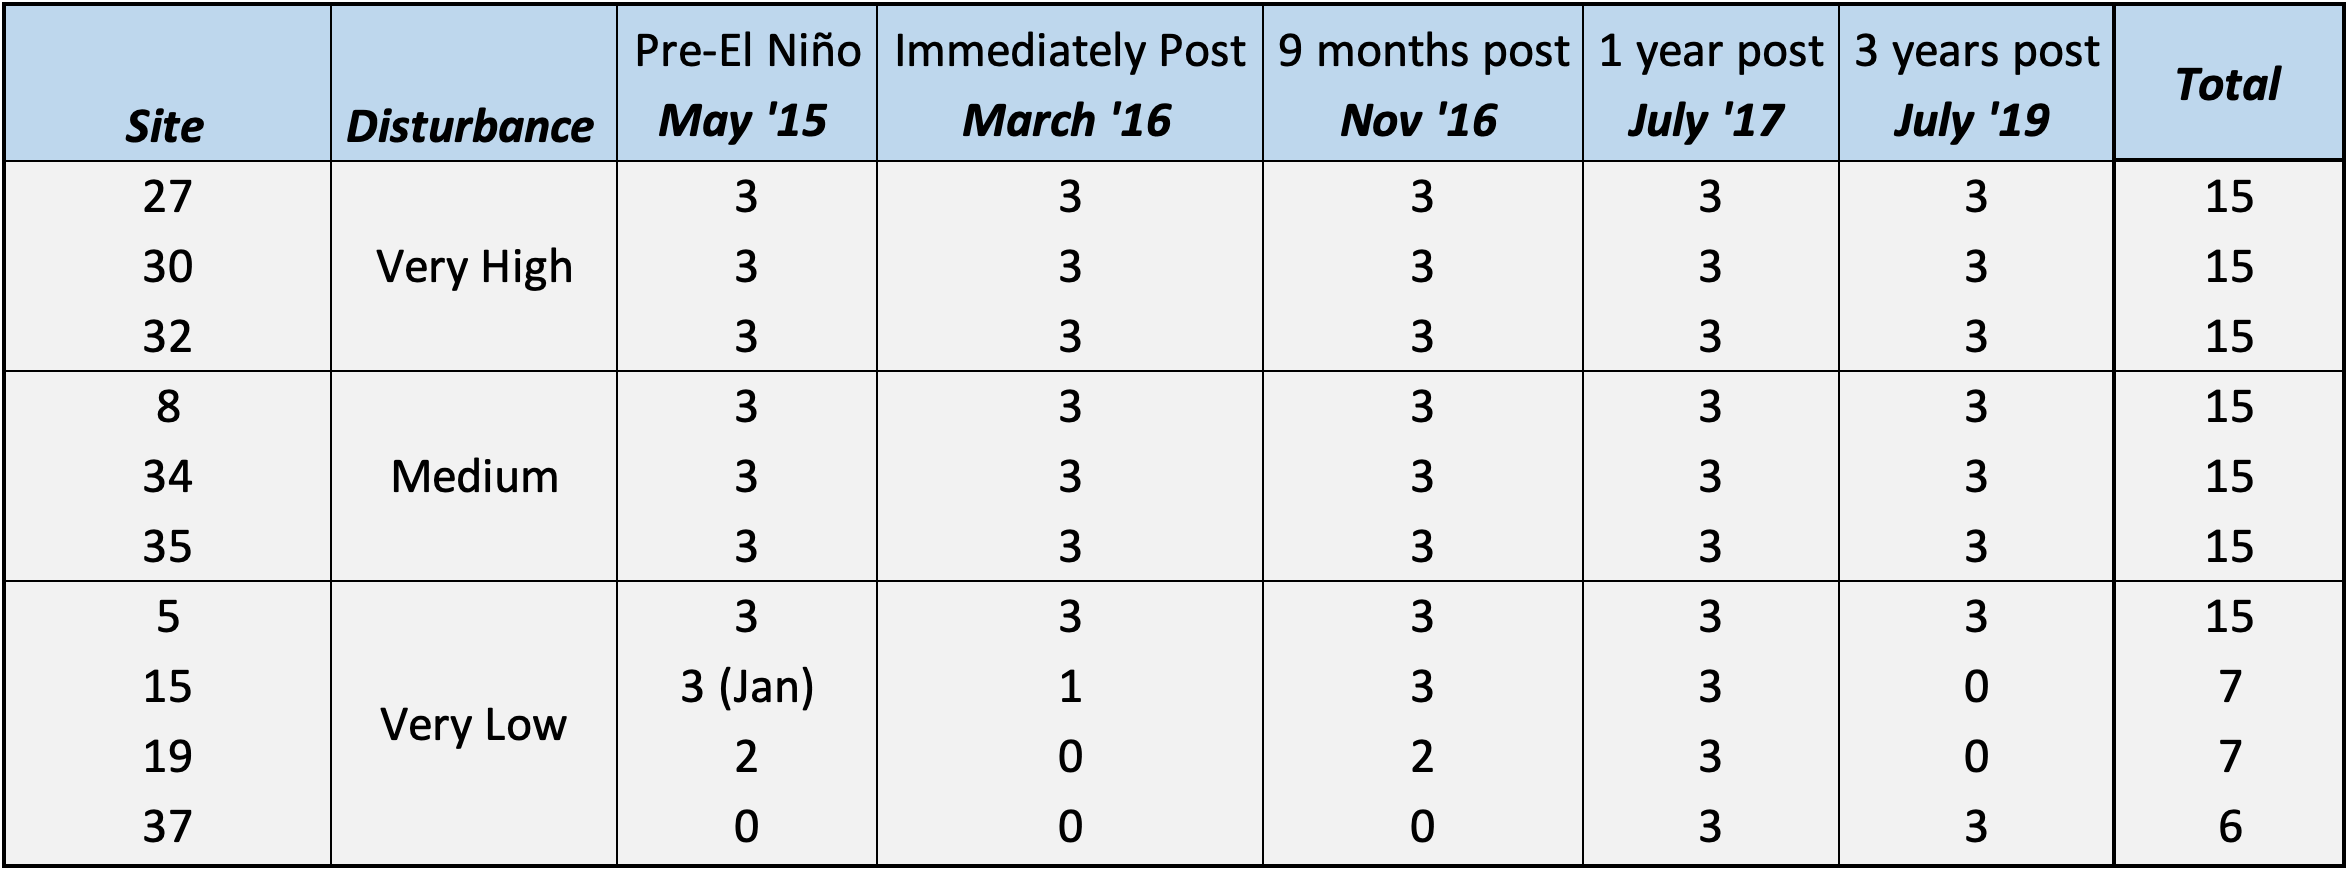 Site Disturbance Pre-El Niño May '15 Immediately Post March '16 9 months post Nov '16 1 year post July '17 3 years post July '19 Total
27 3 3 3 3 3 15
30 Very High 3 3 3 3 3 15
32 3 3 3 3 3 15
8 3 3 3 3 3 15
34 Medium 3 3 3 3 3 15
35 3 3 3 3 3 15
5 3 3 3 3 3 15
15 3 (Jan) 1 3 3 0 7
Very Low
19 2 0 2 3 0 7
37 0 0 0 3 3 6